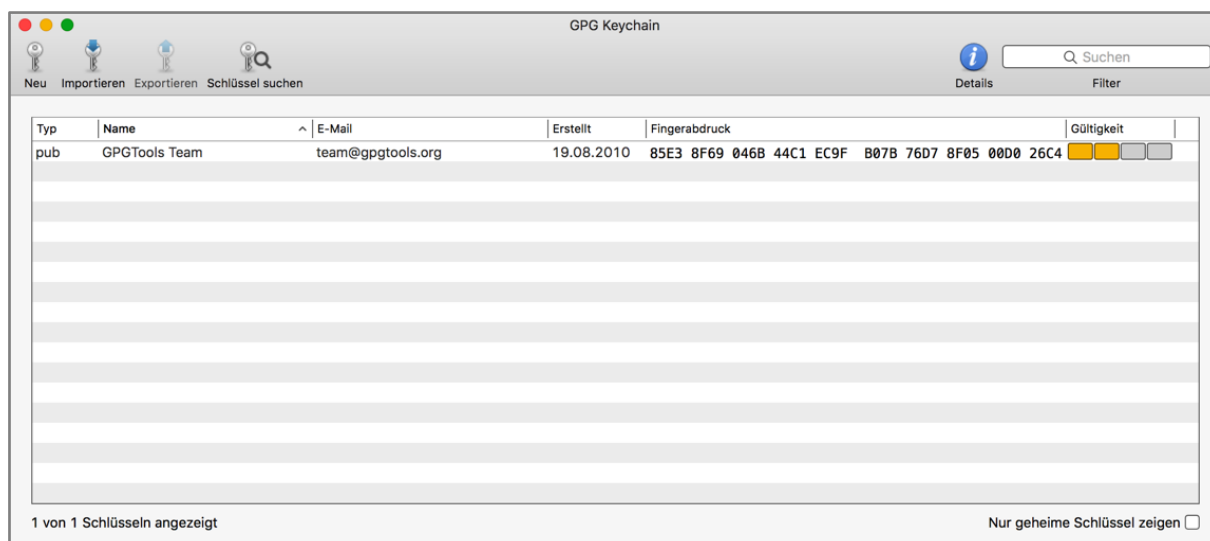 GPG Keychain
Suchen
Neu Importieren Exportieren Schlüssel suchen Details Filter
Typ Name E-Mail Erstellt Fingerabdruck Gültigkeit
pub GPGTools Team team@gpgtools.org 19.08.2010 85E3 8F69 046B 44C1 EC9F B07B 76D7 8F05 00D0 26C4
1 von 1 Schlüsseln angezeigt Nur geheime Schlüssel zeigen